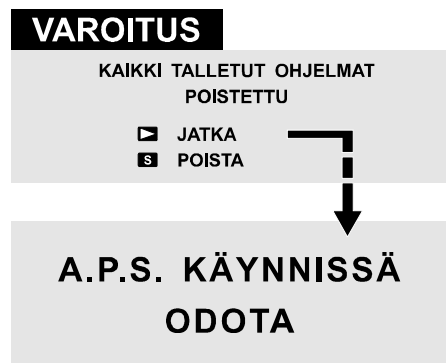 VAROITUS
KAIKKI TALLETUT OHJELMAT
POISTETTU
JATKA
S POISTA
A.P.S. KÄYNNISSÄ
ODOTA